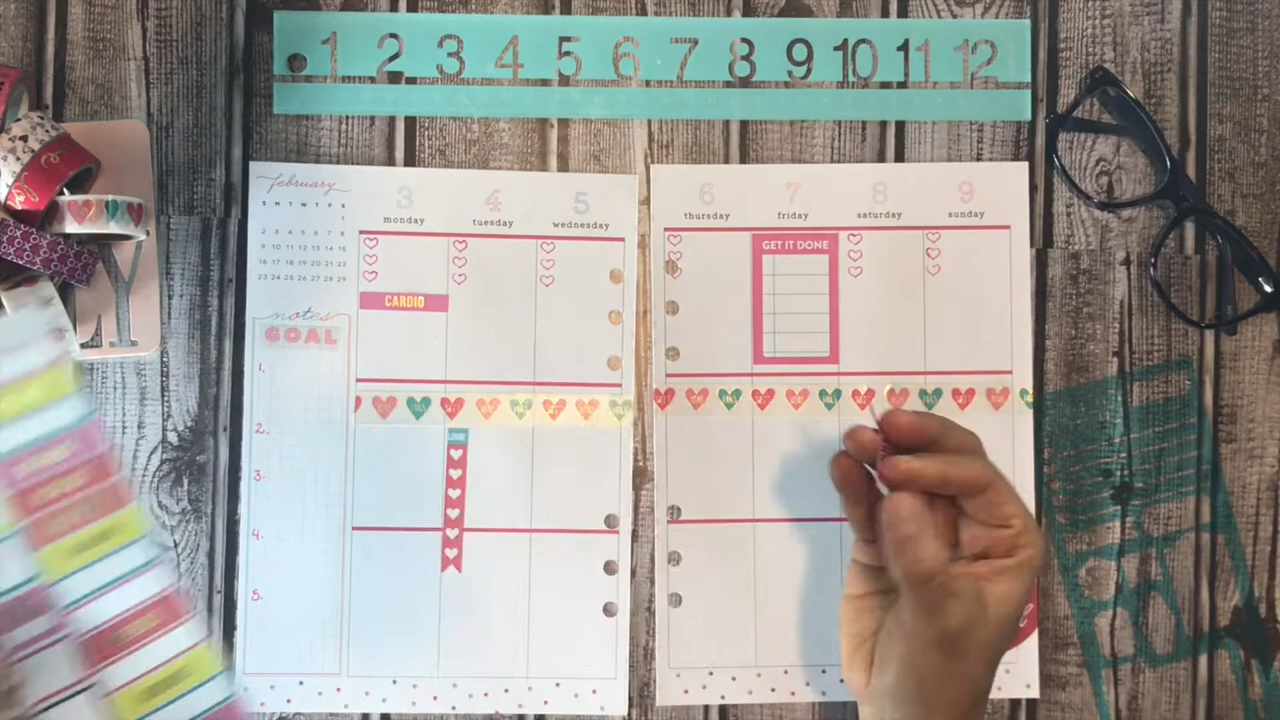 1 2 3 4 5 6 7 8 9 10 11 12
february
S M T W T F S
1
2 3 4 5 6 7 8
9 10 11 12 13 14 15
16 17 18 19 20 21 22
23 24 25 26 27 28 29
3 4 5
monday tuesday wednesday
6 7 8 9
thursday friday saturday sunday
GET IT DONE
CARDIO
notes
GOAL
1.
2.
3.
4.
5.